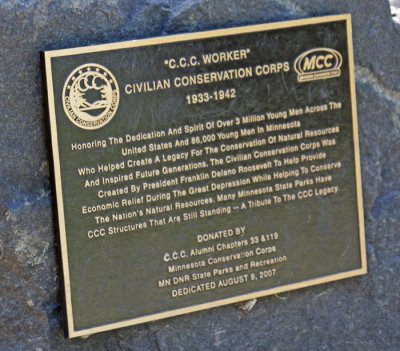 "C.C.C. WORKER"
CIVILIAN CONSERVATION CORPS
1933-1942
MCC
Honoring The Dedication And Spirit Of Over 3 Million Young Men Across The
United States And 86,000 Young Men In Minnesota
Who Helped Create A Legacy For The Conservation Of Natural Resources
And Inspired Future Generations. The Civilian Conservation Corps Was
Created By President Franklin Delano Roosevelt To Help Provide
Economic Relief During The Great Depression While Helping To Conserve
The Nation's Natural Resources. Many Minnesota State Parks Have
CCC Structures That Are Still Standing -- A Tribute To The CCC Legacy.
DONATED BY
C.C.C. Alumni Chapters 33 &119
Minnesota Conservation Corps
MN DNR State Parks and Recreation
DEDICATED AUGUST 9, 2007